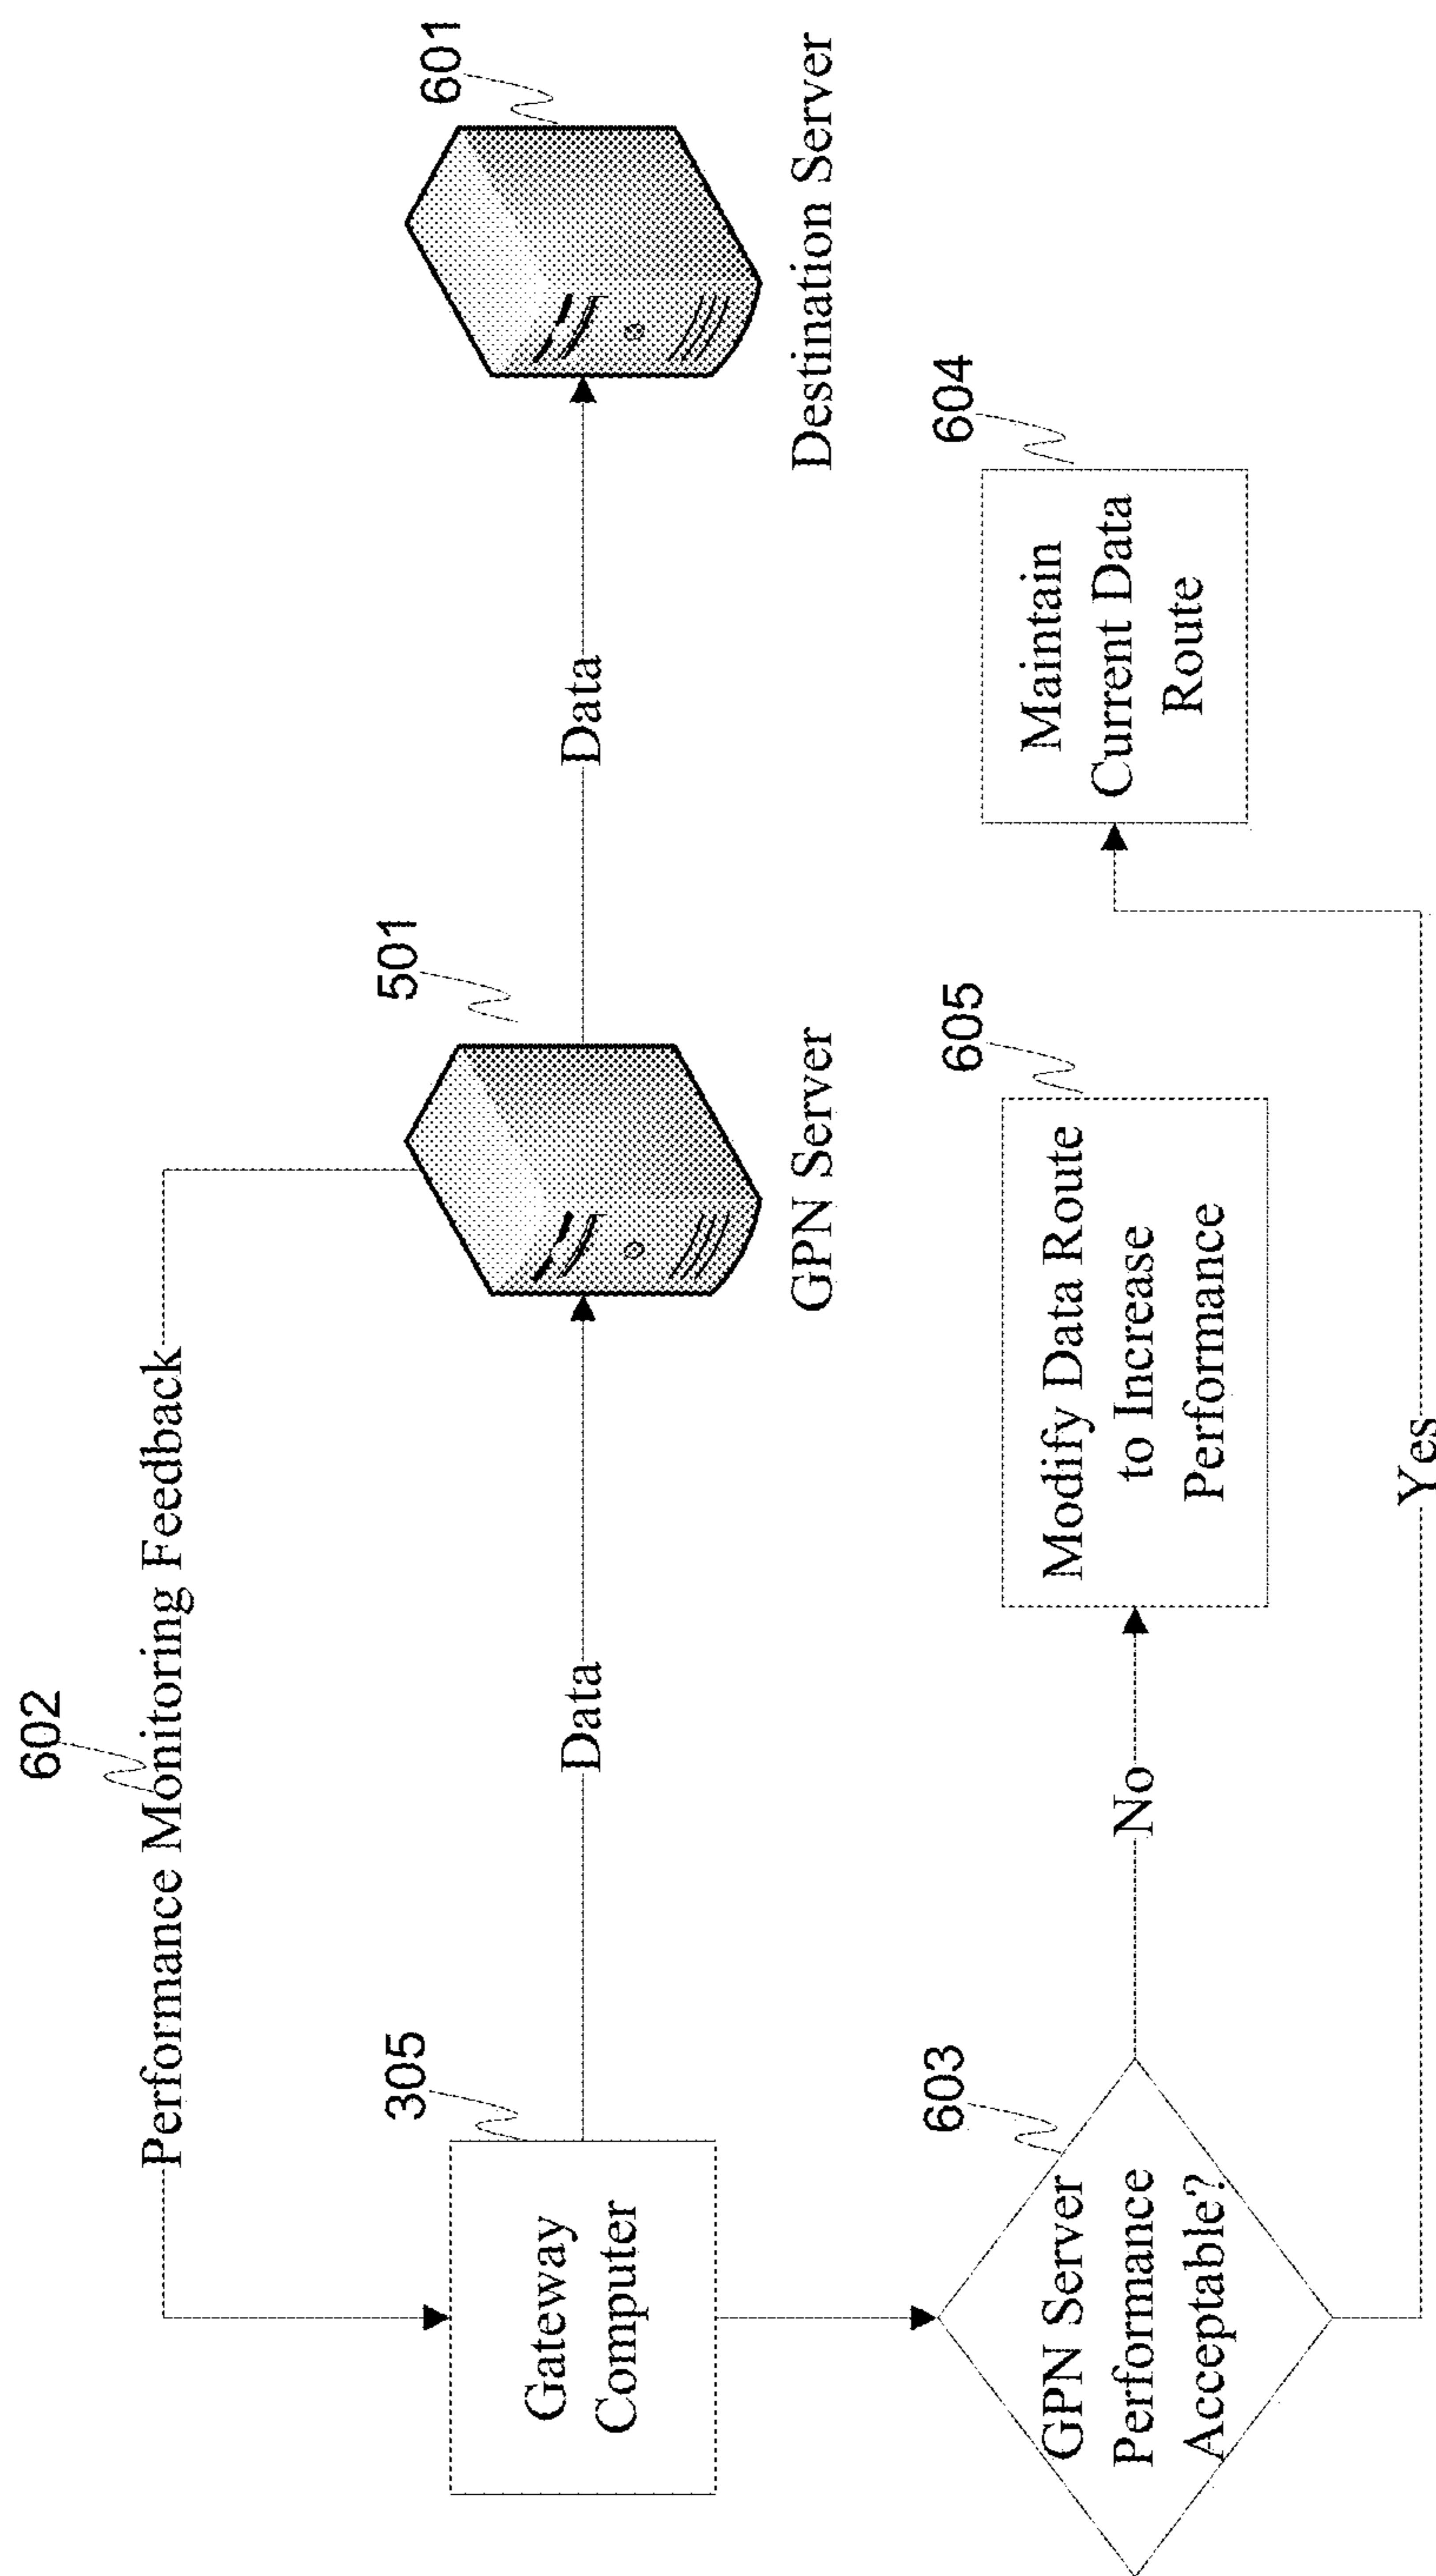 602
Performance Monitoring Feedback
305
Gateway
Computer
Data
501
GPN Server
Data
601
Destination Server
603
GPN Server
Performance
Acceptable?
No
605
Modify Data Route
to Increase
Performance
604
Maintain
Current Data
Route
Yes